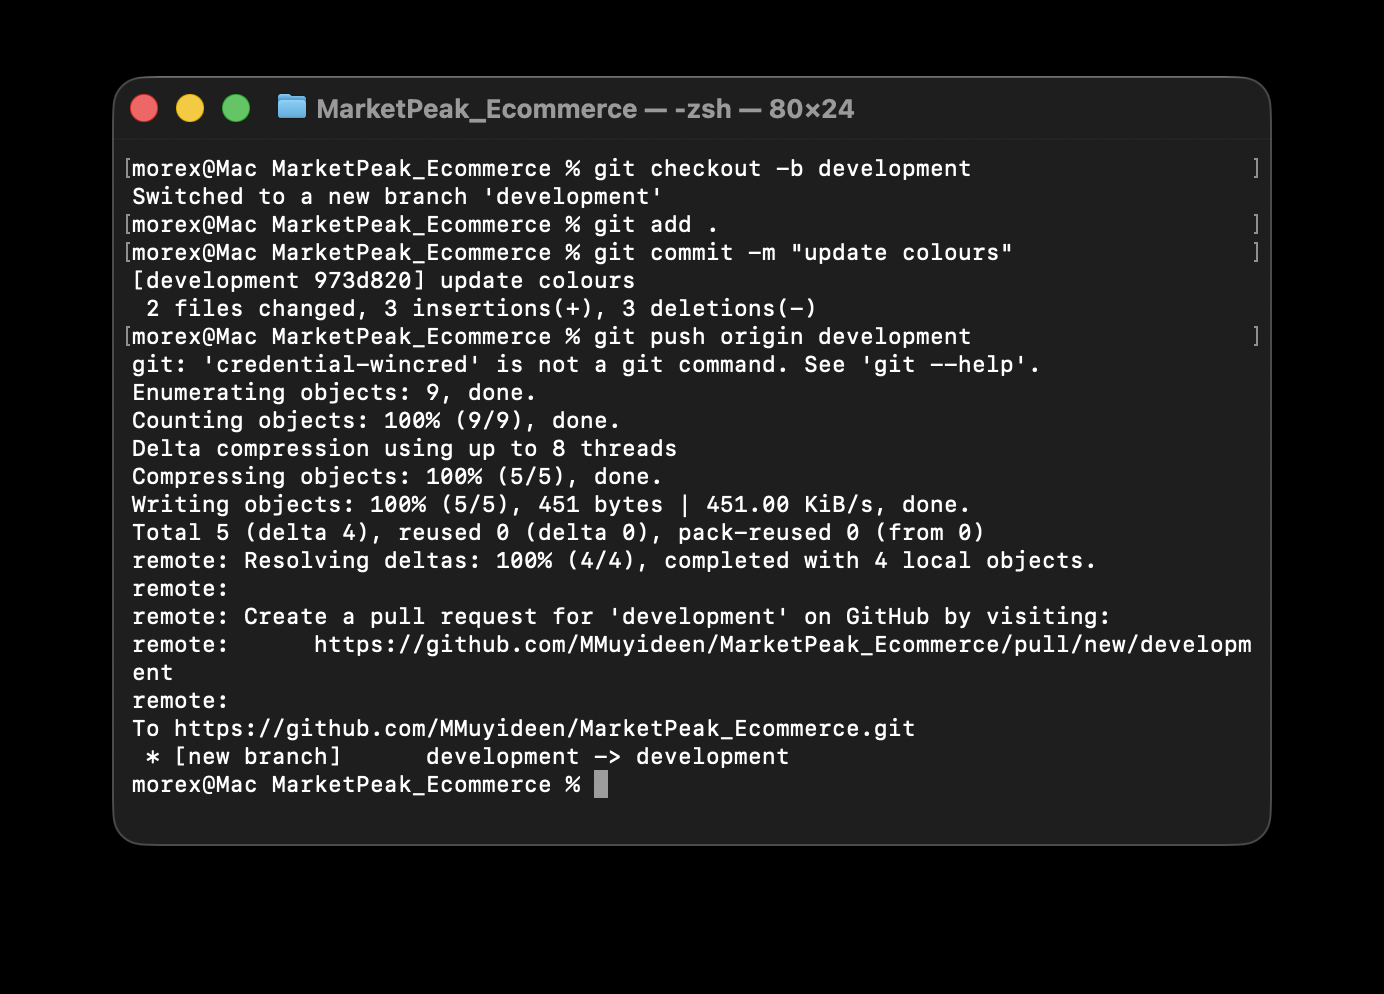 MarketPeak_Ecommerce — -zsh — 80×24
[morex@Mac MarketPeak_Ecommerce % git checkout -b development ]
Switched to a new branch 'development'
[morex@Mac MarketPeak_Ecommerce % git add . ]
[morex@Mac MarketPeak_Ecommerce % git commit -m "update colours" ]
[development 973d820] update colours
 2 files changed, 3 insertions(+), 3 deletions(-)
[morex@Mac MarketPeak_Ecommerce % git push origin development ]
git: 'credential-wincred' is not a git command. See 'git --help'.
Enumerating objects: 9, done.
Counting objects: 100% (9/9), done.
Delta compression using up to 8 threads
Compressing objects: 100% (5/5), done.
Writing objects: 100% (5/5), 451 bytes | 451.00 KiB/s, done.
Total 5 (delta 4), reused 0 (delta 0), pack-reused 0 (from 0)
remote: Resolving deltas: 100% (4/4), completed with 4 local objects.
remote:
remote: Create a pull request for 'development' on GitHub by visiting:
remote:      https://github.com/MMuyideen/MarketPeak_Ecommerce/pull/new/developm
ent
remote:
To https://github.com/MMuyideen/MarketPeak_Ecommerce.git
 * [new branch]      development -> development
morex@Mac MarketPeak_Ecommerce %